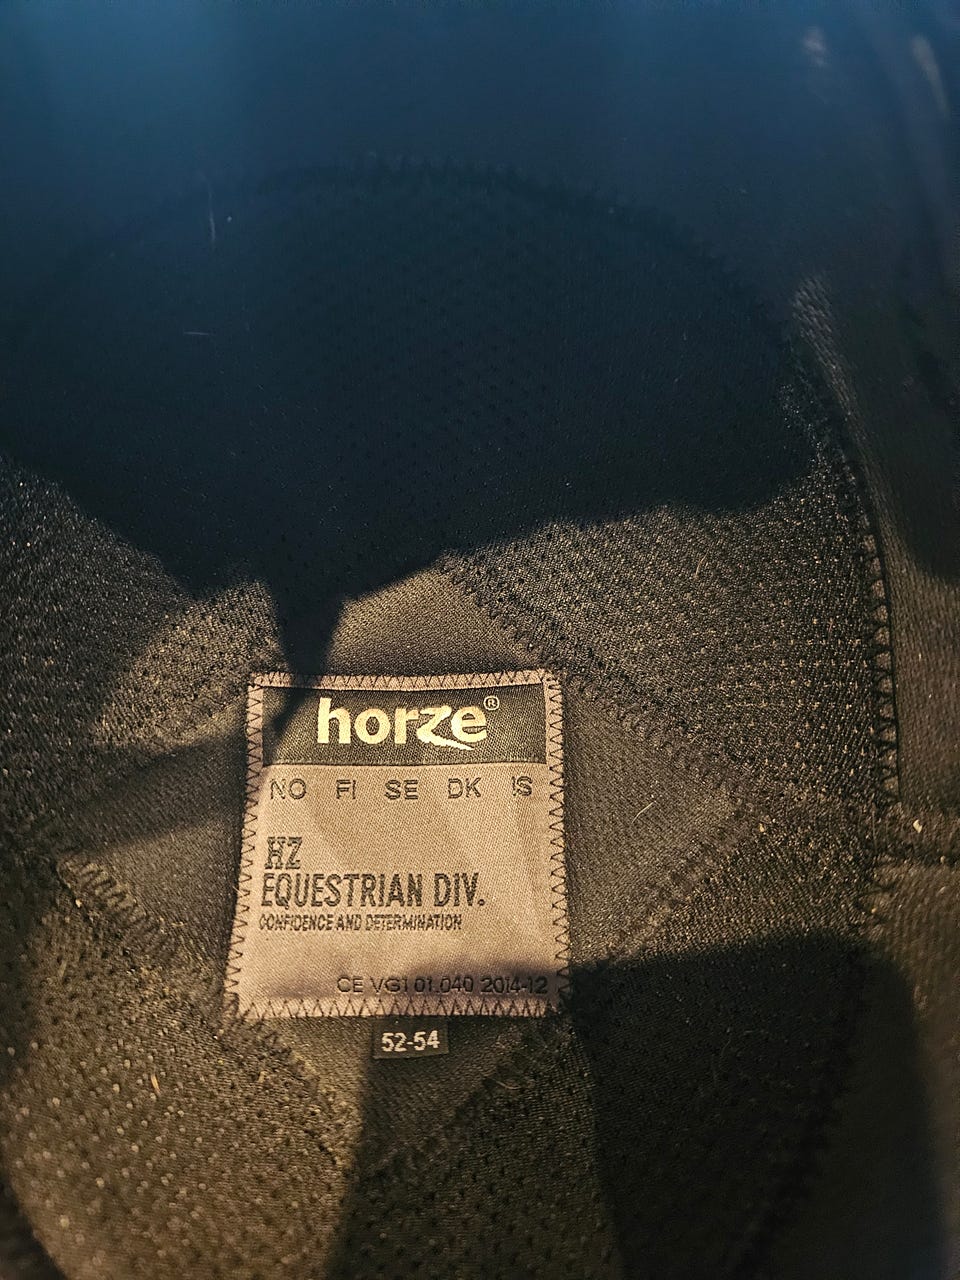 horze®
NO FI SE DK IS
HZ
EQUESTRIAN DIV.
CONFIDENCE AND DETERMINATION
CE VG1 01.040 2014-12
52-54